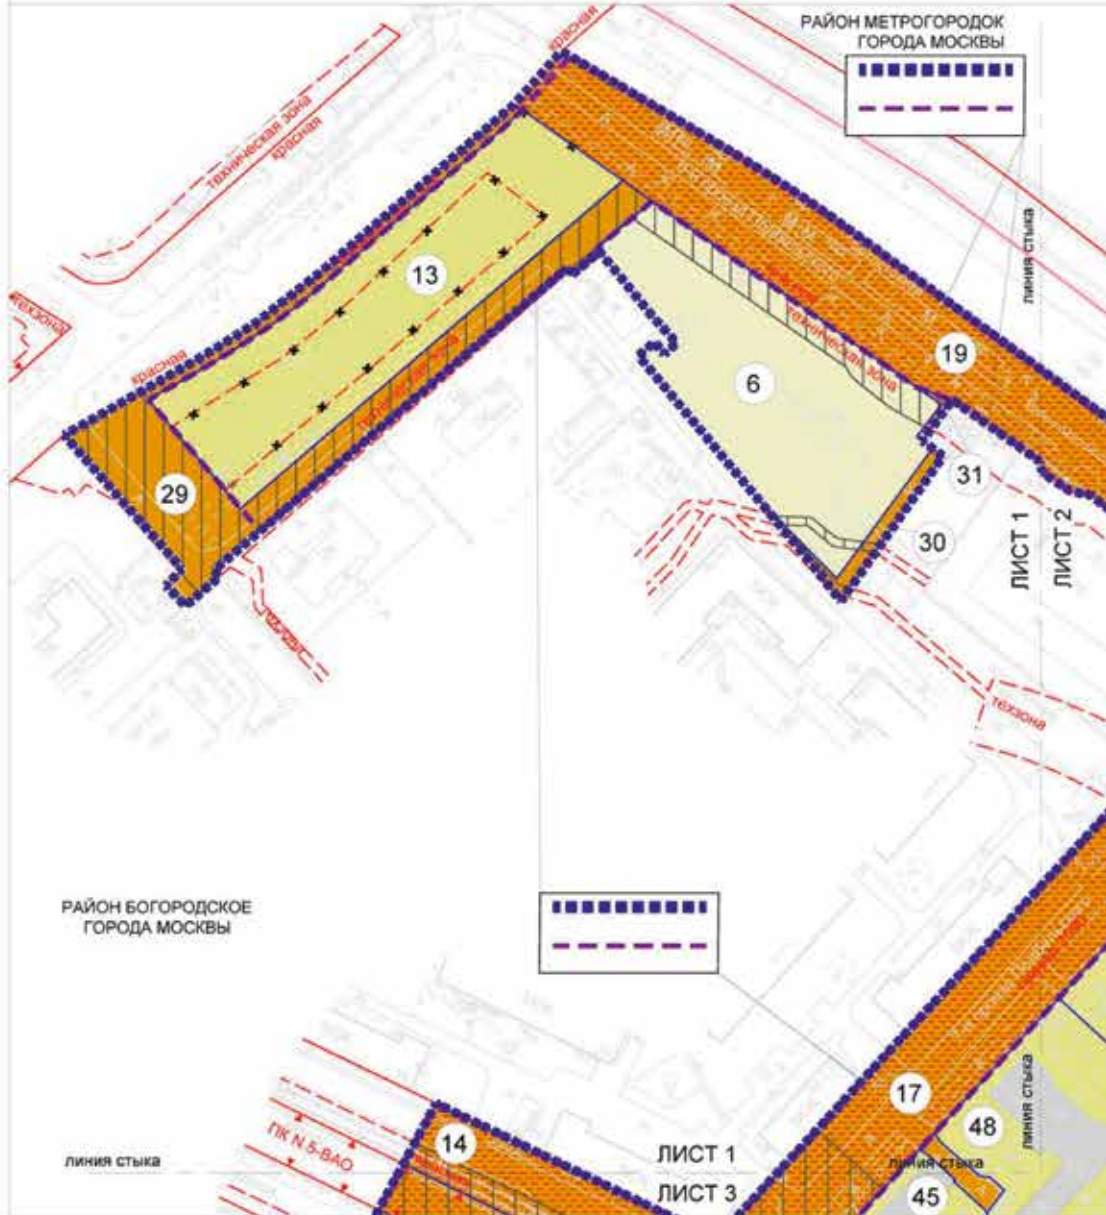 РАЙОН МЕТРОГОРОДОК
ГОРОДА МОСКВЫ
красная
техническая зона
красная
линия стыка
13
техзона
19
красная
техническая зона
6
29
31
30
ЛИСТ 1
ЛИСТ 2
техзона
РАЙОН БОГОРОДСКОЕ
ГОРОДА МОСКВЫ
17
линия стыка
48
14
ПК N 5-ВАО
линия стыка
ЛИСТ 1
линия стыка
ЛИСТ 3
45